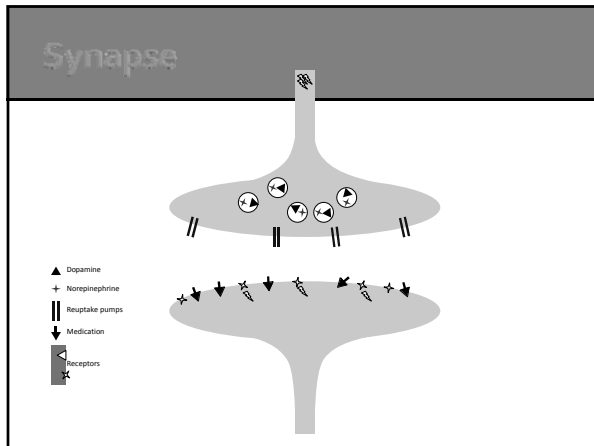 Synapse
Dopamine
Norepinephrine
Reuptake pumps
Medication
Receptors